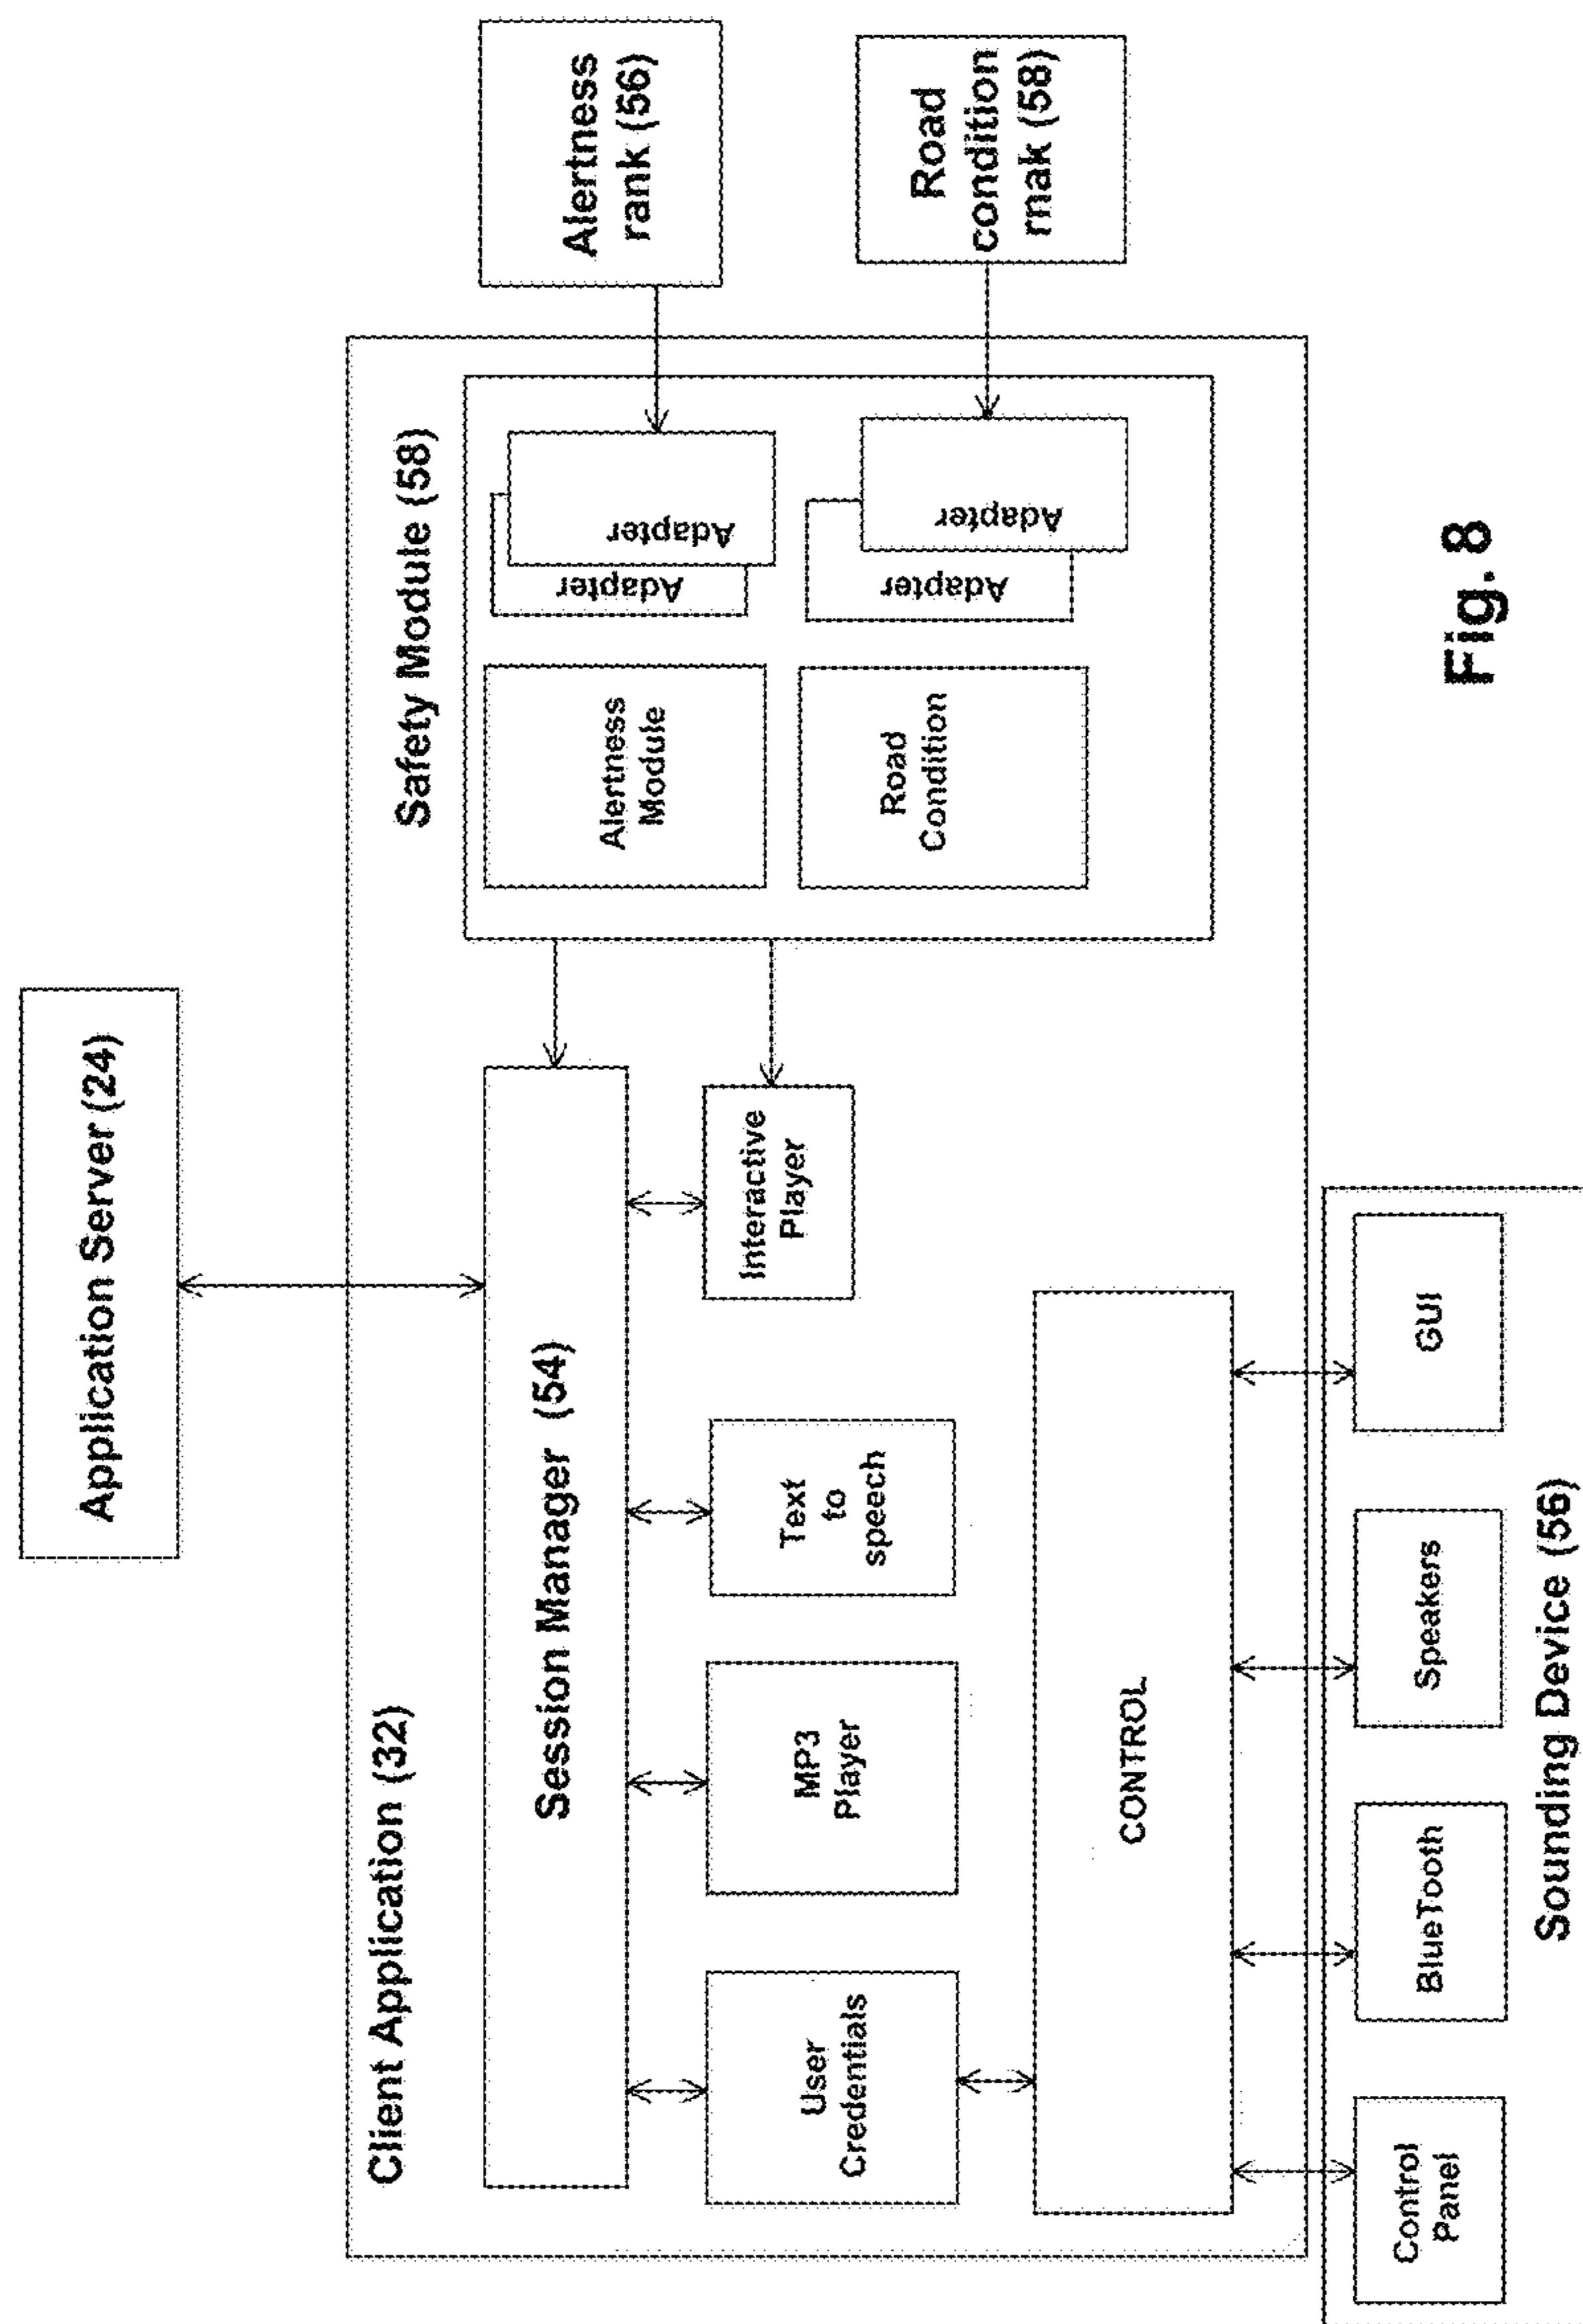 Application Server (24)
Client Application (32)
Safety Module (58)
Session Manager (54)
Alertness
Module
Adapter
Adapter
Alertness
rank (56)
User
Credentials
MP3
Player
Text
to
speech
Interactive
Player
Road
Condition
Adapter
Adapter
Road
condition
rnak (58)
CONTROL
Control
Panel
BlueTooth
Speakers
GUI
Sounding Device (56)
Fig. 8